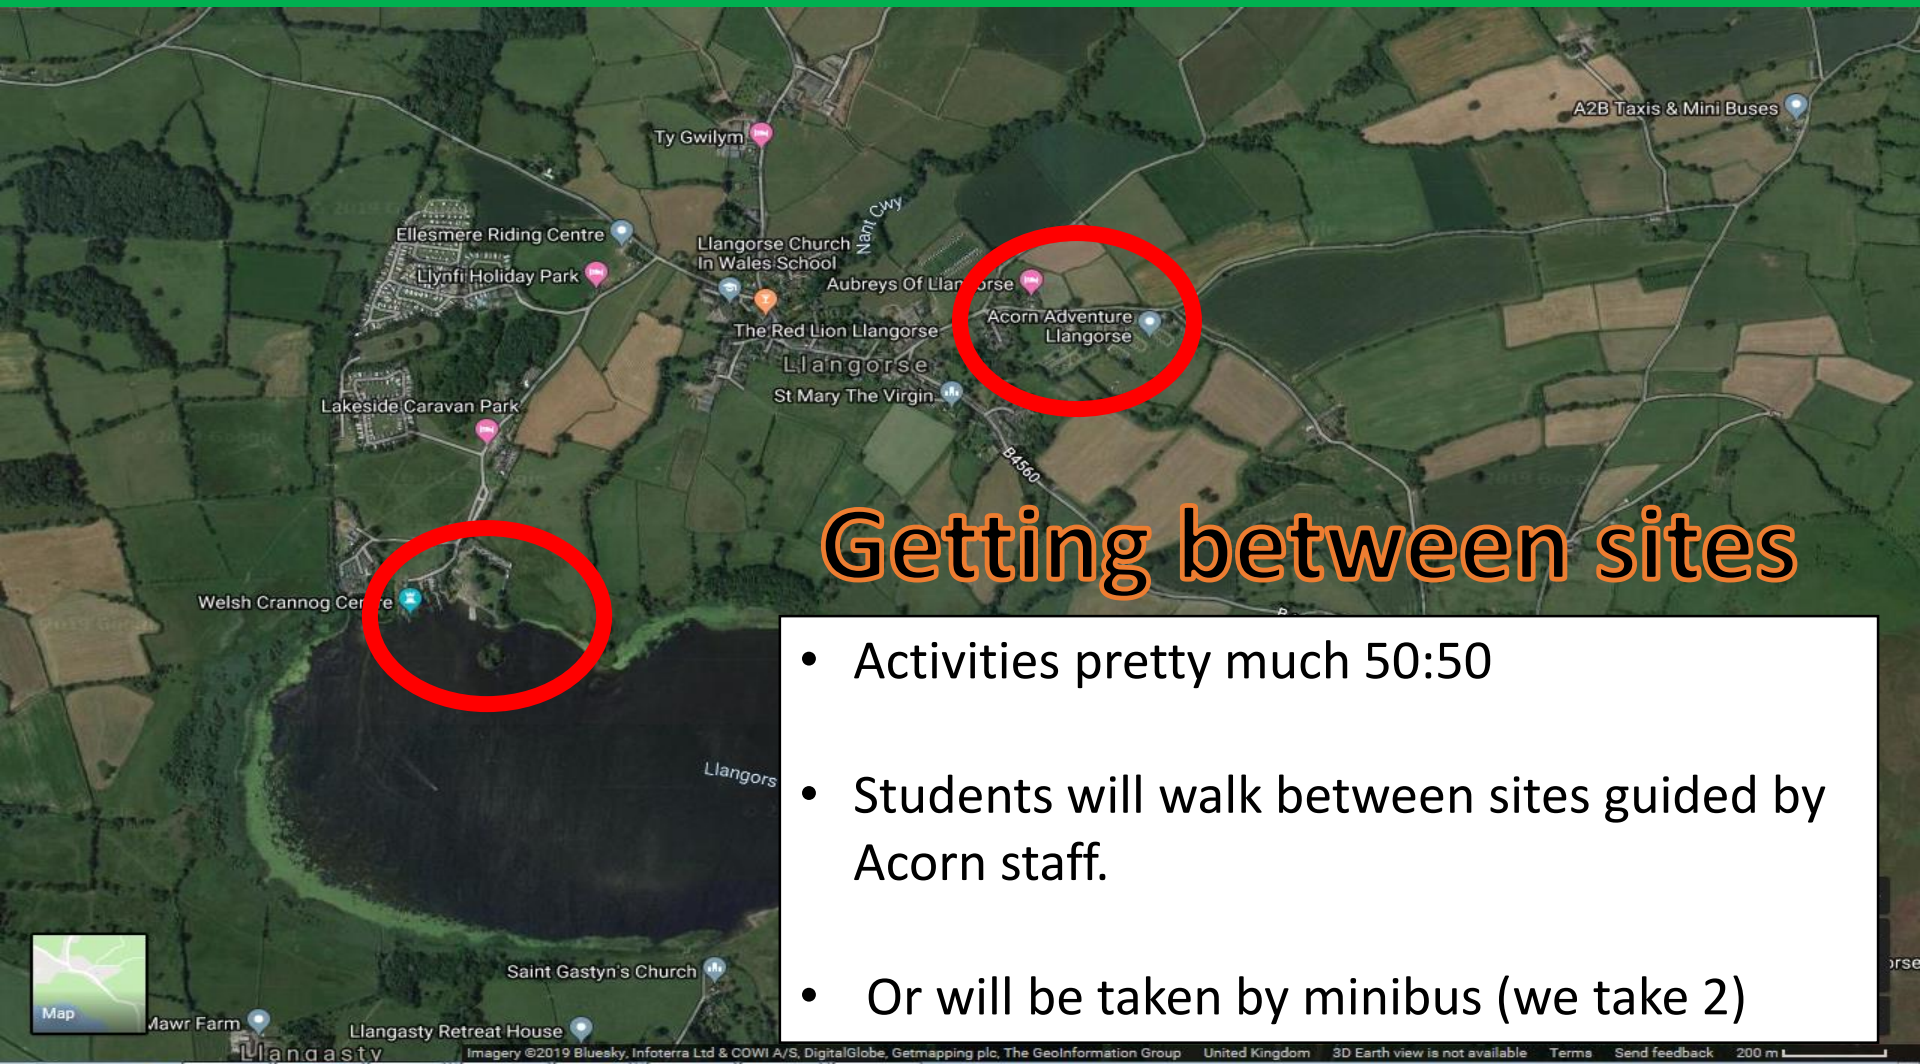 A2B Taxis & Mini Buses
Ty Gwilym
Nant Cwy
Ellesmere Riding Centre
Llangorse Church
In Wales School
Llynfi Holiday Park
Aubreys Of Llangorse
Acorn Adventure
Llangorse
The Red Lion Llangorse
Llangorse
St Mary The Virgin
Lakeside Caravan Park
B4560
Getting between sites
Welsh Crannog Centre
• Activities pretty much 50:50
• Students will walk between sites guided by
Acorn staff.
• Or will be taken by minibus (we take 2)
Llangors
Saint Gastyn's Church
Map
Mawr Farm
Llangasty Retreat House
Llangasty
Imagery ©2019 Bluesky, Infoterra Ltd & COWI A/S, DigitalGlobe, Getmapping plc, The GeoInformation Group United Kingdom 3D Earth view is not available Terms Send feedback 200 m